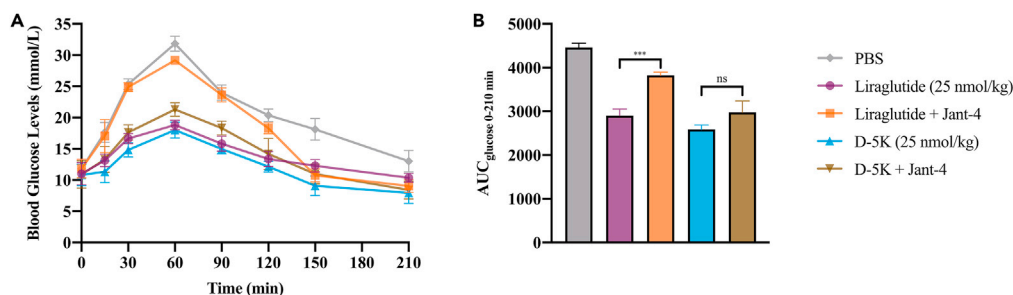 A
Blood Glucose Levels (mmol/L)
35
30
25
20
15
10
5
0
0
30
60
90
120
150
180
210
Time (min)
B
AUCglucose 0-210 min
5000
4000
3000
2000
1000
0
***
ns
PBS
Liraglutide (25 nmol/kg)
Liraglutide + Jant-4
D-5K (25 nmol/kg)
D-5K + Jant-4